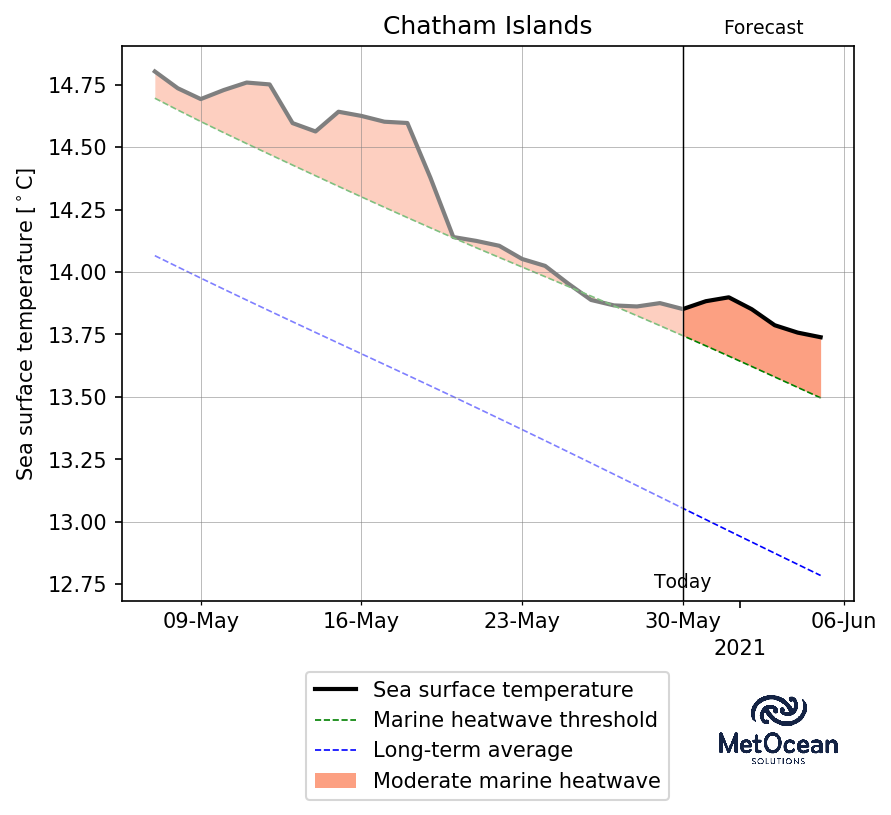 Chatham Islands
Forecast
Sea surface temperature [°C]
14.75
14.50
14.25
14.00
13.75
13.50
13.25
13.00
12.75
Today
09-May 16-May 23-May 30-May 06-Jun
2021
Sea surface temperature
Marine heatwave threshold
Long-term average
Moderate marine heatwave
MetOcean
SOLUTIONS